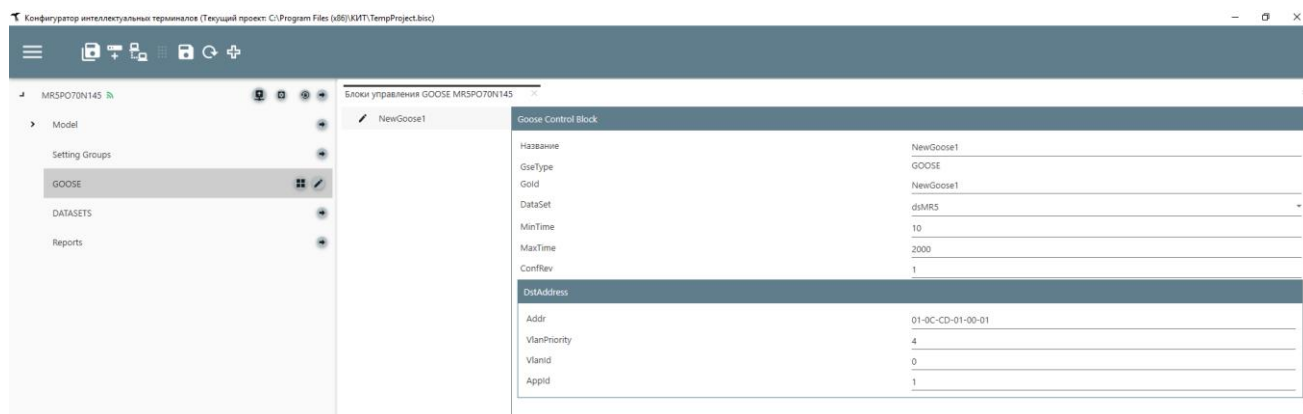 Конфигуратор интеллектуальных терминалов (Текущий проект: C:\Program Files (x86)\КИТ\TempProject.bisc)
MR5PO70N145
Model
Setting Groups
GOOSE
DATASETS
Reports
Блоки управления GOOSE MR5PO70N145
NewGoose1
Goose Control Block
Название NewGoose1
GseType GOOSE
GoId NewGoose1
DataSet dsMR5
MinTime 10
MaxTime 2000
ConfRev 1
DstAddress
Addr 01-0C-CD-01-00-01
VlanPriority 4
VlanId 0
AppId 1